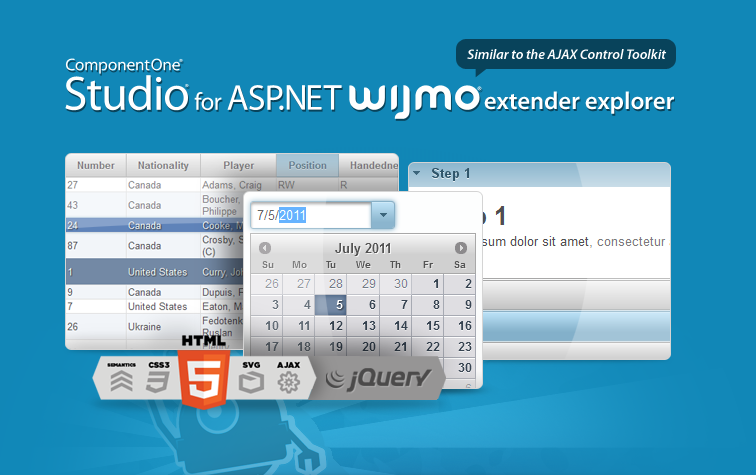 Similar to the AJAX Control Toolkit
ComponentOne®
Studio® for ASP.NET wijmo® extender explorer
Number Nationality Player Position Handedne
27 Canada Adams, Craig RW R
43 Canada Boucher, Philippe
24 Canada Cooke, M
87 Canada Crosby, S (C)
1 United States Curry, Joh
9 Canada Dupuis, F
7 United States Eaton, M
26 Ukraine Fedotenk Ruslan
Finland
7/5/2011
July 2011
Su Mo Tu We Th Fr Sa
26 27 28 29 30 1 2
3 4 5 6 7 8 9
10 11 12 13 14 15 16
17 18 19 20 21 22 23
30
6
Step 1
o 1
sum dolor sit amet, consectetur
HTML
5
SEMANTICS CSS3 SVG AJAX
jQuery